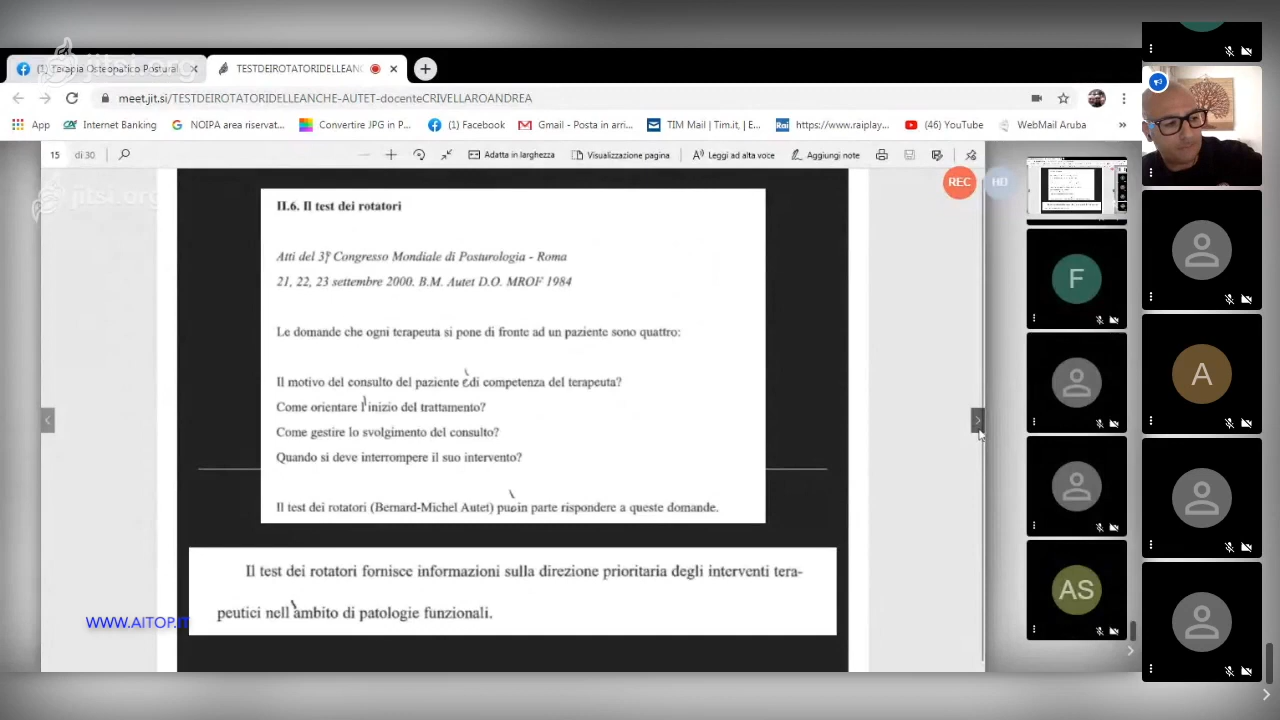 jitsi.org
(1) Terapia Osteopatico Postural
TESTDEIROTATORIDELLEANC
meet.jit.si/TESTDEIROTATORIDELLEANCHE-AUTET-docenteCRIVELLAROANDREA
App
Internet Banking
NOIPA area riservat...
Convertire JPG in P...
(1) Facebook
Gmail - Posta in arri...
TIM Mail | Tim.it, | E...
Rai
https://www.raiplay...
(46) YouTube
WebMail Aruba
15 di 30
Adatta in larghezza
Visualizzazione pagina
Leggi ad alta voce
Aggiungi note
REC
HD
jitsi.org
II.6. Il test dei rotatori
Atti del 3° Congresso Mondiale di Posturologia - Roma
21, 22, 23 settembre 2000. B.M. Autet D.O. MROF 1984
Le domande che ogni terapeuta si pone di fronte ad un paziente sono quattro:
Il motivo del consulto del paziente è di competenza del terapeuta?
Come orientare l'inizio del trattamento?
Come gestire lo svolgimento del consulto?
Quando si deve interrompere il suo intervento?
Il test dei rotatori (Bernard-Michel Autet) può in parte rispondere a queste domande.
Il test dei rotatori fornisce informazioni sulla direzione prioritaria degli interventi tera-
peutici nell'ambito di patologie funzionali.
WWW.AITOP.IT
F
A
AS